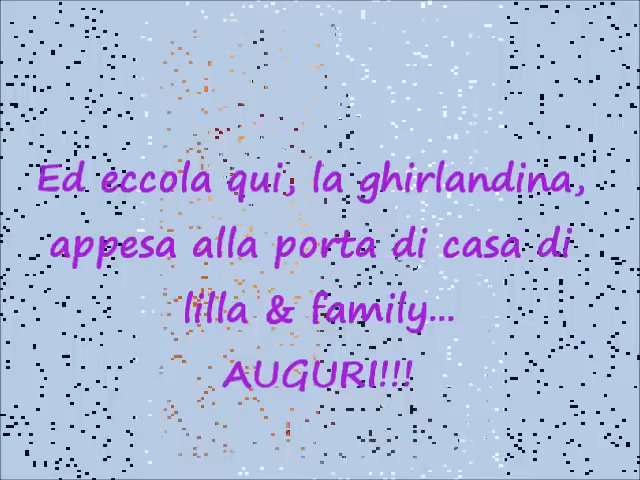 Ed eccola qui, la ghirlandina,
appesa alla porta di casa di
lilla & family...
AUGURI!!!